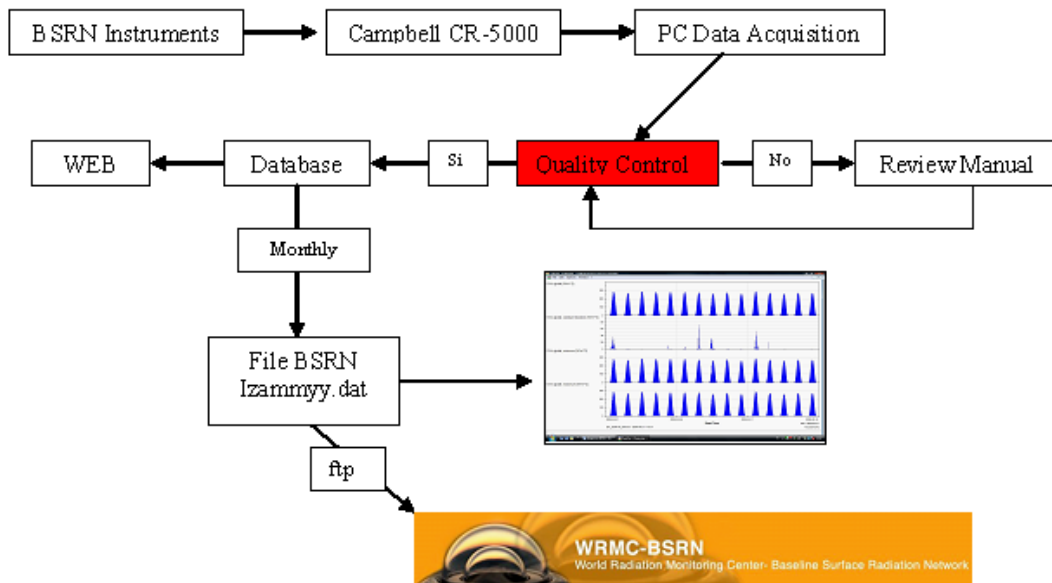 BSRN Instruments
Campbell CR-5000
PC Data Acquisition
WEB
Database
Si
Quality Control
No
Review Manual
Monthly
File BSRN
Izammyy.dat
ftp
WRMC-BSRN
World Radiation Monitoring Center- Baseline Surface Radiation Network